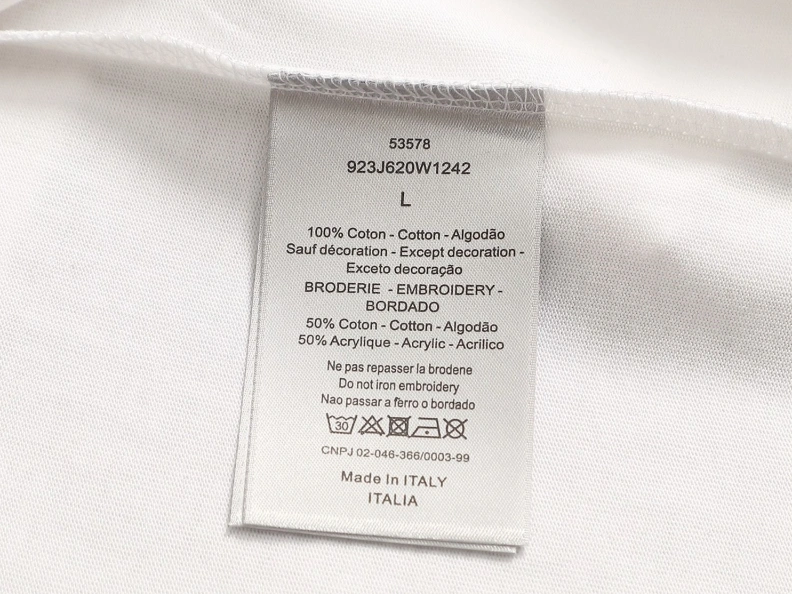 53578
923J620W1242
L
100% Coton - Cotton - Algodão
Sauf décoration - Except decoration -
Exceto decoração
BRODERIE - EMBROIDERY -
BORDADO
50% Coton - Cotton - Algodão
50% Acrylique - Acrylic - Acrilico
Ne pas repasser la brodene
Do not iron embroidery
Nao passar a ferro o bordado
30
CNPJ 02-046-366/0003-99
Made In ITALY
ITALIA